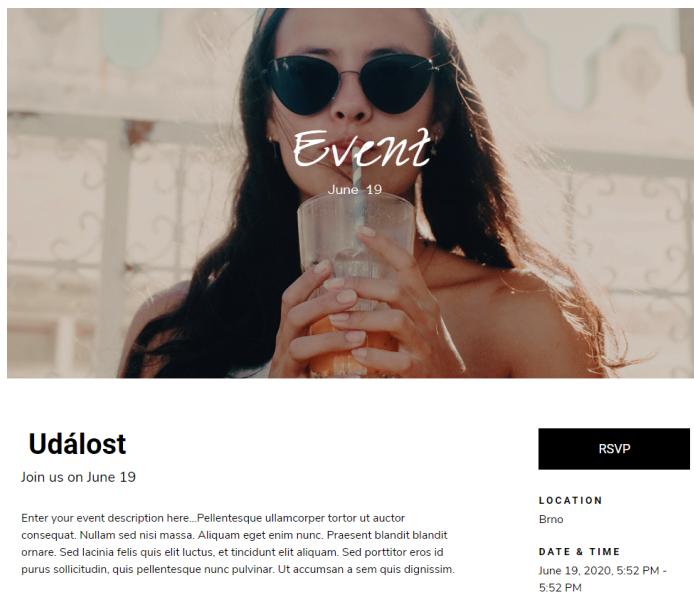 Event
June 19
Událost
Join us on June 19
Enter your event description here...Pellentesque ullamcorper tortor ut auctor
consequat. Nullam sed nisi massa. Aliquam eget enim nunc. Praesent blandit blandit
ornare. Sed lacinia felis quis elit luctus, et tincidunt elit aliquam. Sed porttitor eros id
purus sollicitudin, quis pellentesque nunc pulvinar. Ut accumsan a sem quis dignissim.
RSVP
LOCATION
Brno
DATE & TIME
June 19, 2020, 5:52 PM -
5:52 PM